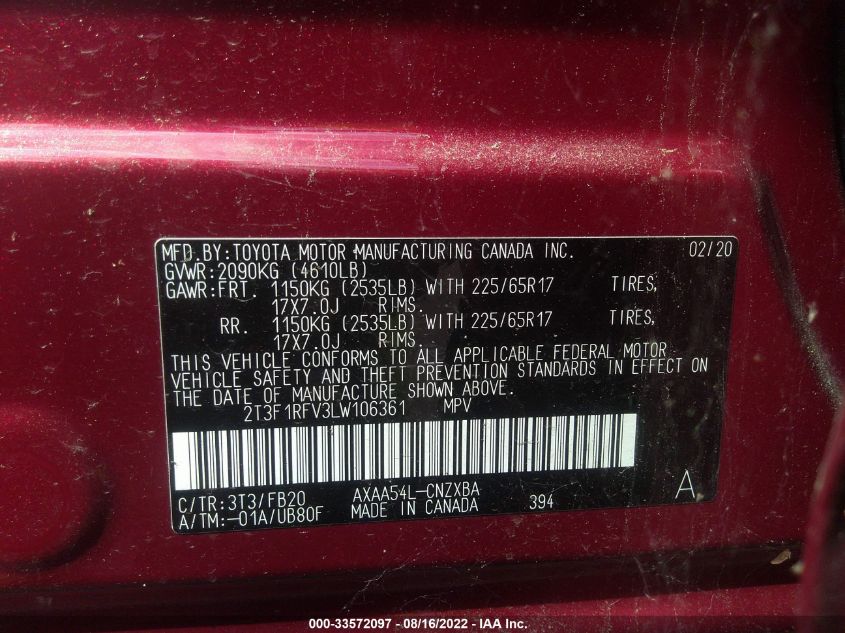 MFD.BY:TOYOTA MOTOR MANUFACTURING CANADA INC. 02/20
GVWR:2090KG (4610LB)
GAWR:FRT. 1150KG (2535LB) WITH 225/65R17 TIRES,
17X7.0J RIMS.
RR. 1150KG (2535LB) WITH 225/65R17 TIRES,
17X7.0J RIMS.
THIS VEHICLE CONFORMS TO ALL APPLICABLE FEDERAL MOTOR
VEHICLE SAFETY AND THEFT PREVENTION STANDARDS IN EFFECT ON
THE DATE OF MANUFACTURE SHOWN ABOVE.
2T3F1RFV3LW106361 MPV
C/TR:3T3/FB20 AXAA54L-CNZXBA A
A/TM:-01A/UB80F MADE IN CANADA 394
000-33572097 - 08/16/2022 - IAA Inc.